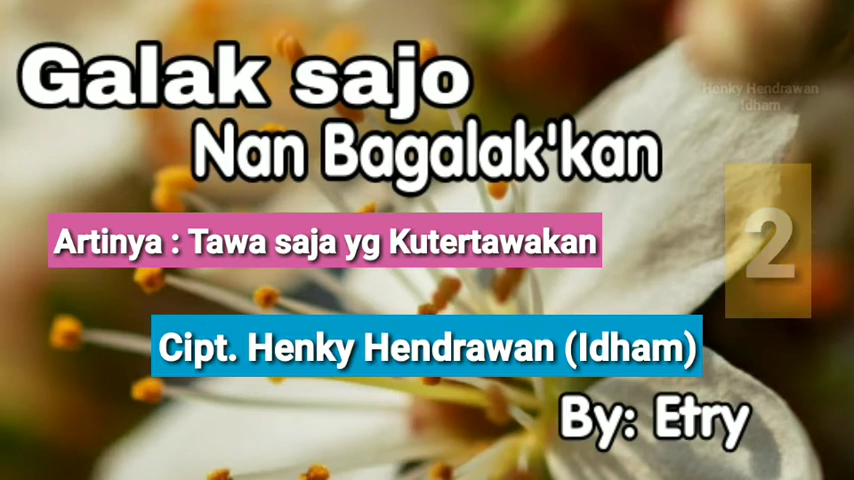 Galak sajo
Henky Hendrawan
Idham
Nan Bagalak'kan
Artinya : Tawa saja yg Kutertawakan
2
Cipt. Henky Hendrawan (Idham)
By: Etry